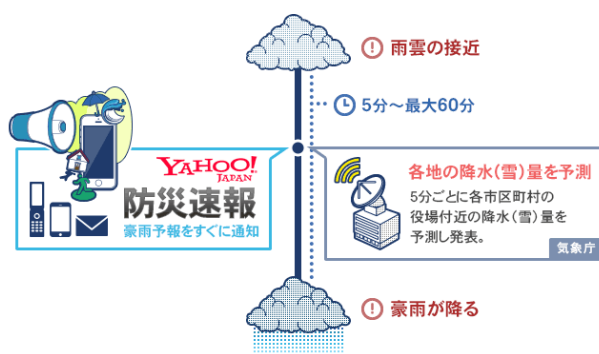 雨雲の接近
5分～最大60分
YAHOO!
JAPAN
防災速報
豪雨予報をすぐに通知
各地の降水(雪)量を予測
5分ごとに各市区町村の
役場付近の降水(雪)量を
予測し発表。
気象庁
豪雨が降る